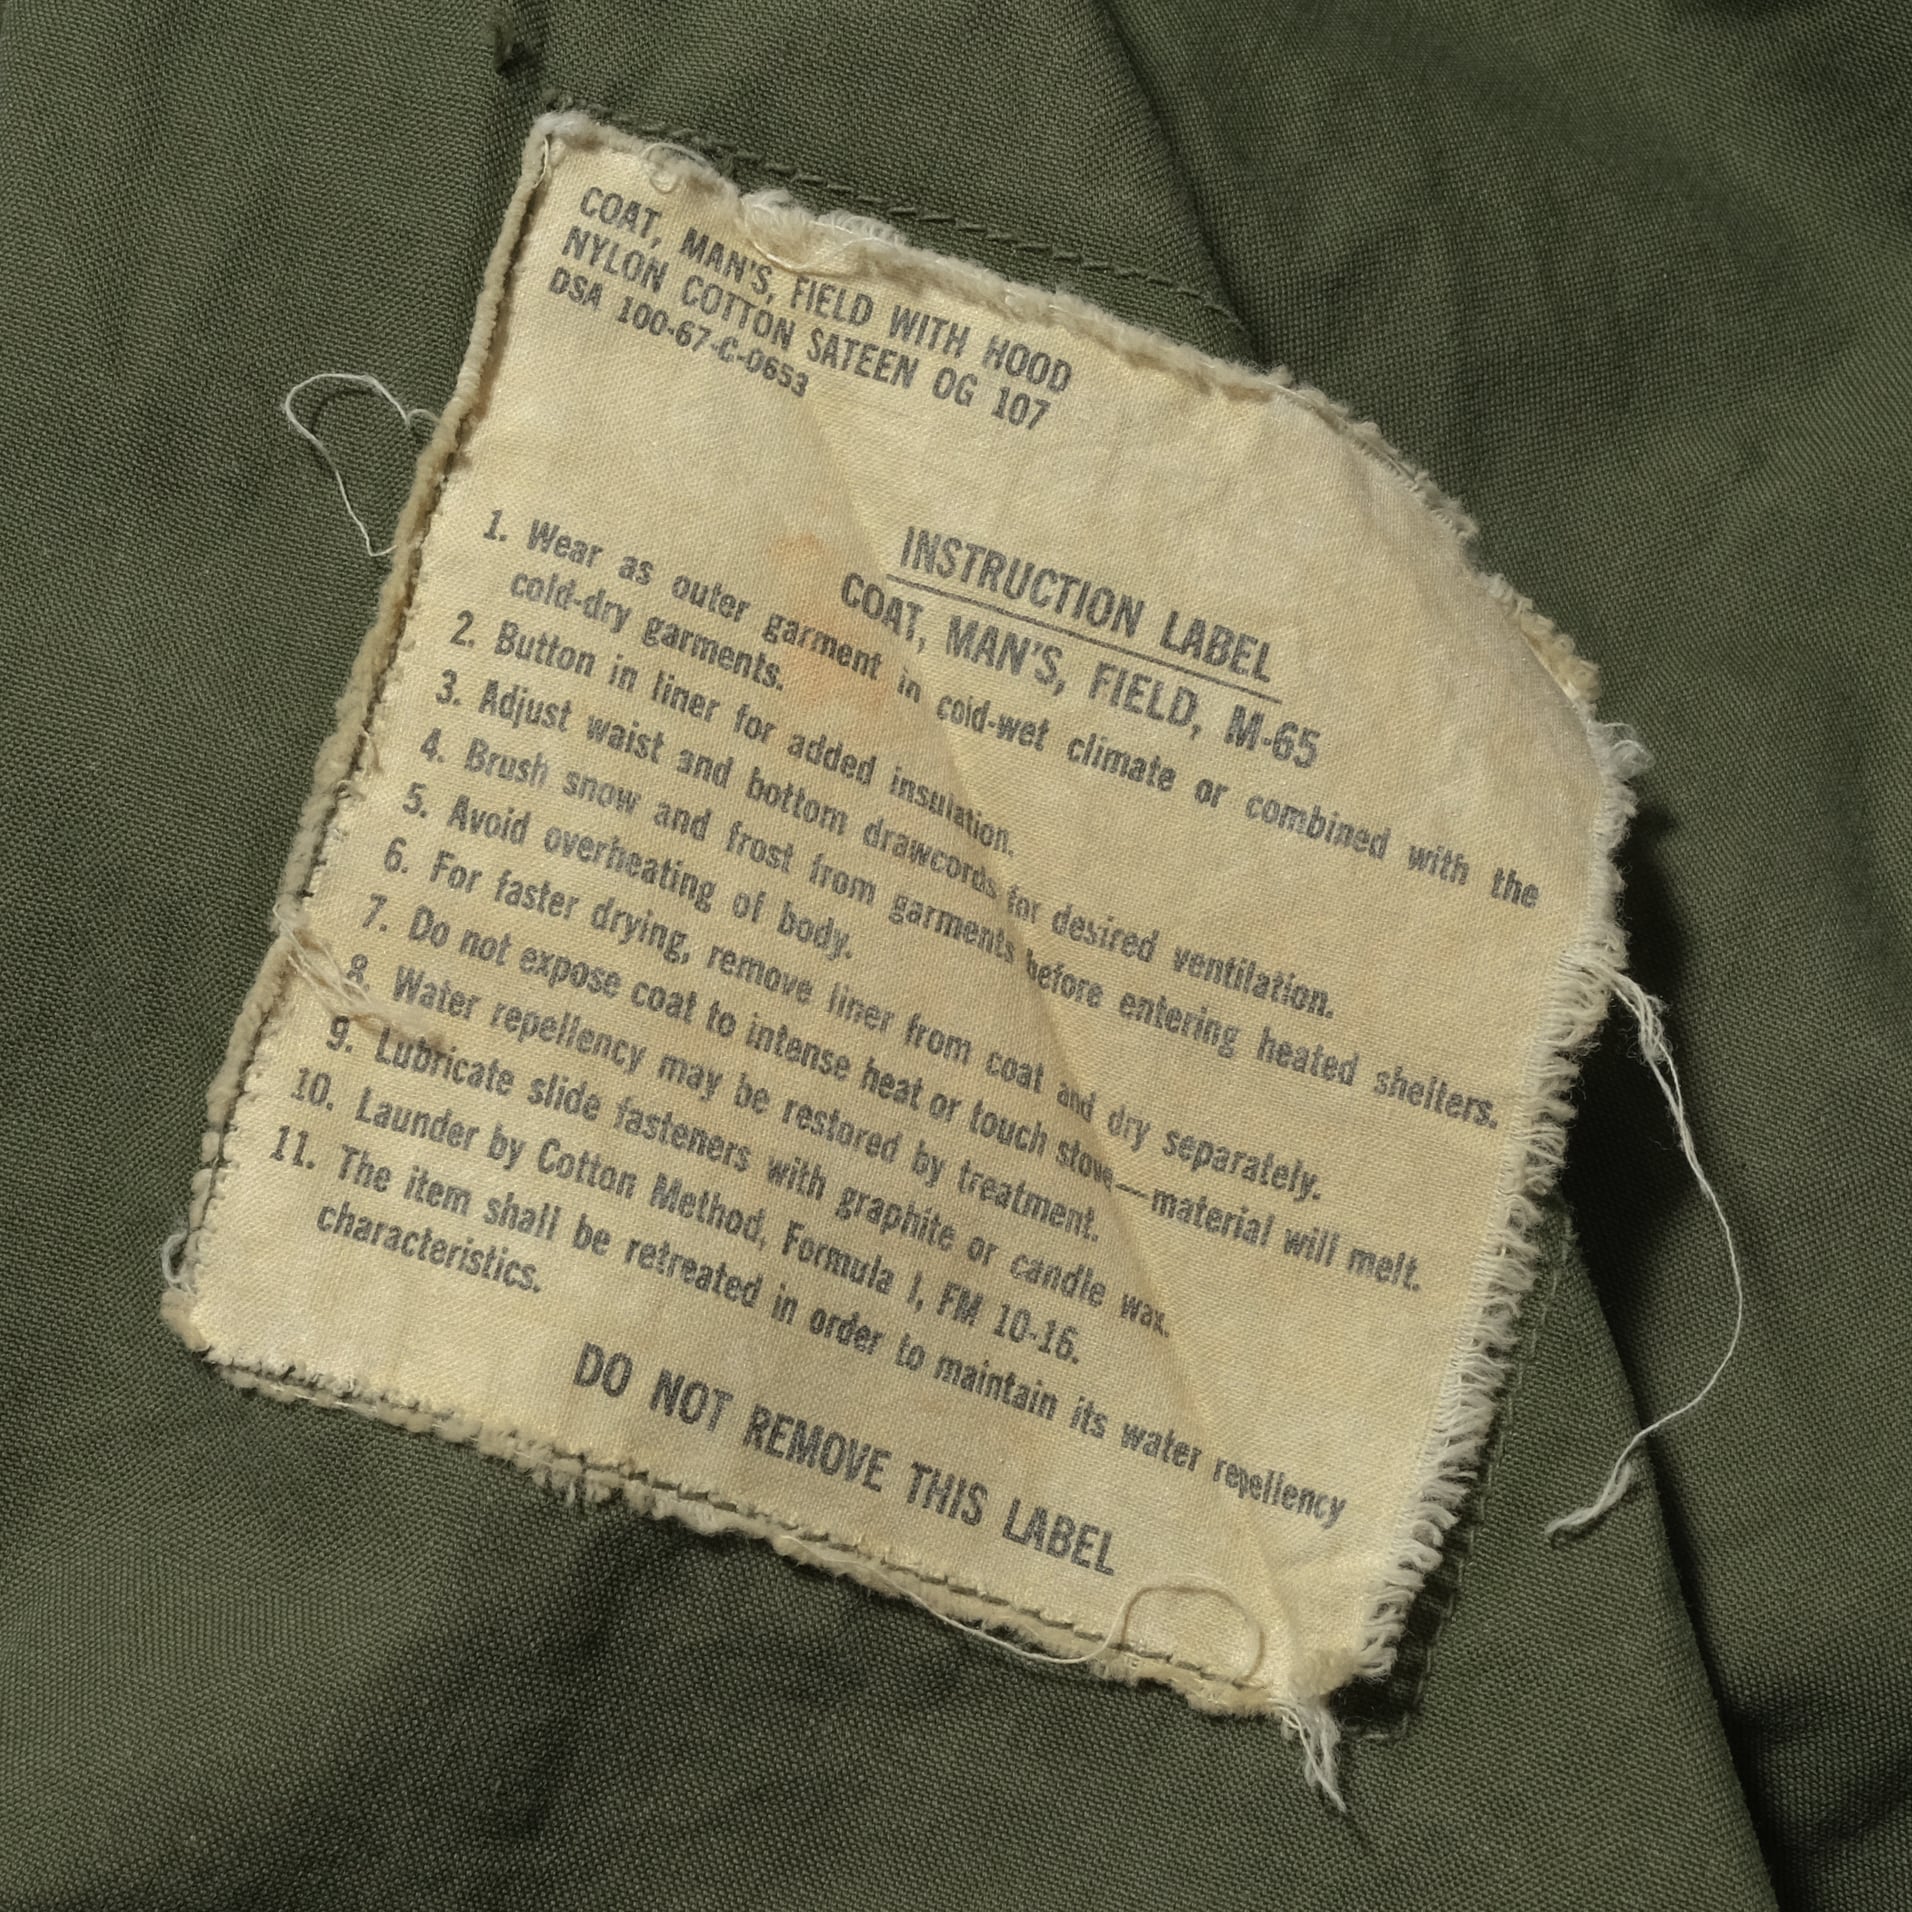 COAT, MAN'S, FIELD WITH HOOD
NYLON COTTON SATEEN OG 107
DSA 100-67-C-0653
INSTRUCTION LABEL
COAT, MAN'S, FIELD, M-65
1. Wear as outer garment in cold-wet climate or combined with the
cold-dry garments.
2. Button in liner for added insulation.
3. Adjust waist and bottom drawcords for desired ventilation.
4. Brush snow and frost from garments before entering heated shelters.
5. Avoid overheating of body.
6. For faster drying, remove liner from coat and dry separately.
7. Do not expose coat to intense heat or touch stove—material will melt.
8. Water repellency may be restored by treatment.
9. Lubricate slide fasteners with graphite or candle wax.
10. Launder by Cotton Method, Formula 1, FM 10-16.
11. The item shall be retreated in order to maintain its water repellency
characteristics.
DO NOT REMOVE THIS LABEL